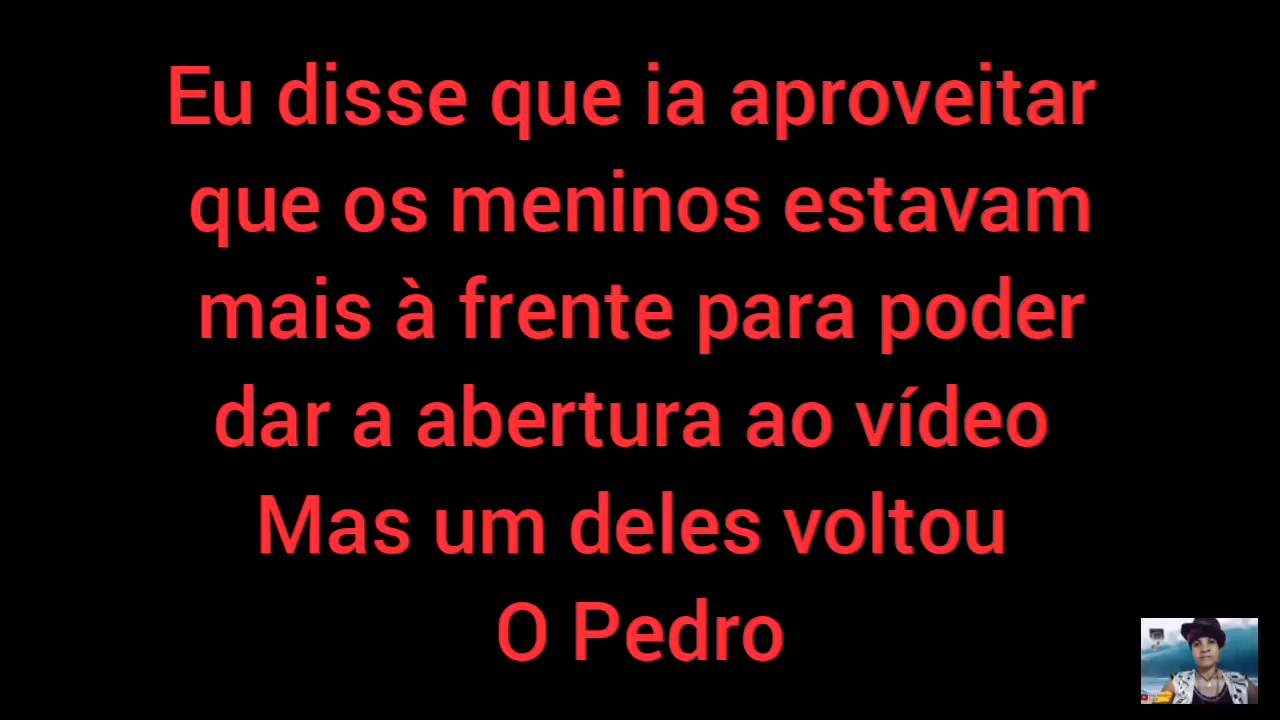 Eu disse que ia aproveitar
que os meninos estavam
mais à frente para poder
dar a abertura ao vídeo
Mas um deles voltou
O Pedro